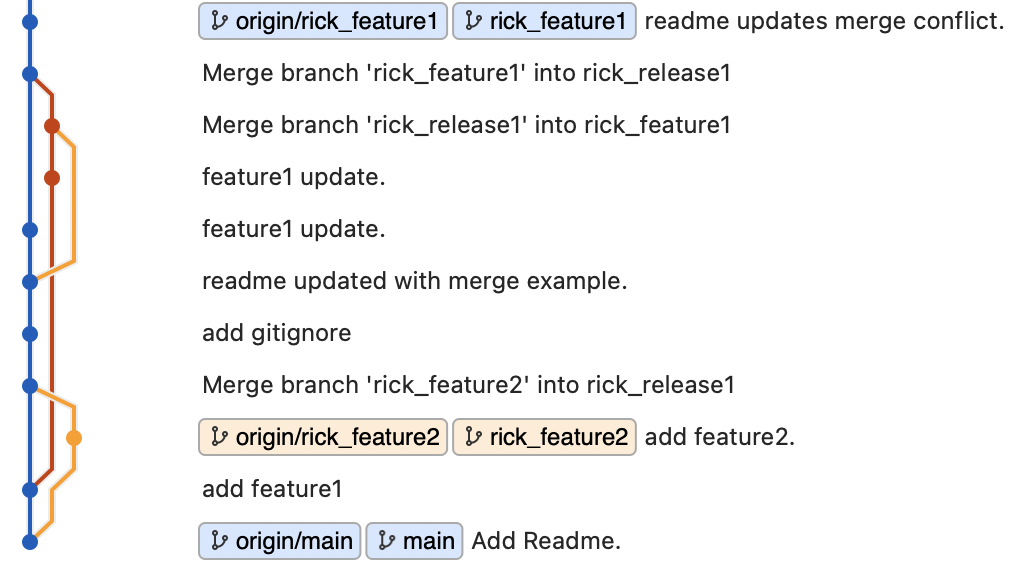 origin/rick_feature1 rick_feature1 readme updates merge conflict.
Merge branch 'rick_feature1' into rick_release1
Merge branch 'rick_release1' into rick_feature1
feature1 update.
feature1 update.
readme updated with merge example.
add gitignore
Merge branch 'rick_feature2' into rick_release1
origin/rick_feature2 rick_feature2 add feature2.
add feature1
origin/main main Add Readme.